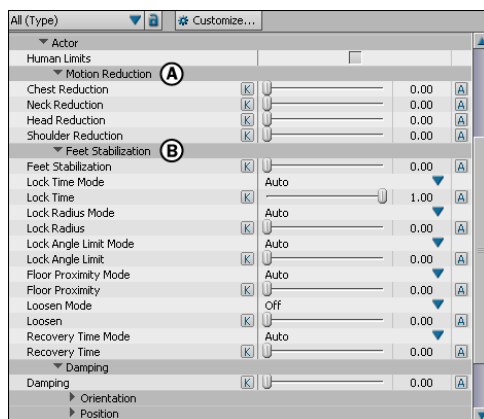 All (Type) Customize...
Actor
Human Limits
Motion Reduction A
Chest Reduction K 0.00 A
Neck Reduction K 0.00 A
Head Reduction K 0.00 A
Shoulder Reduction K 0.00 A
Feet Stabilization B
Feet Stabilization K 0.00 A
Lock Time Mode Auto
Lock Time K 1.00 A
Lock Radius Mode Auto
Lock Radius K 0.00 A
Lock Angle Limit Mode Auto
Lock Angle Limit K 0.00 A
Floor Proximity Mode Auto
Floor Proximity K 0.00 A
Loosen Mode Off
Loosen K 0.00 A
Recovery Time Mode Auto
Recovery Time K 0.00 A
Damping
Damping K 0.00 A
Orientation
Position